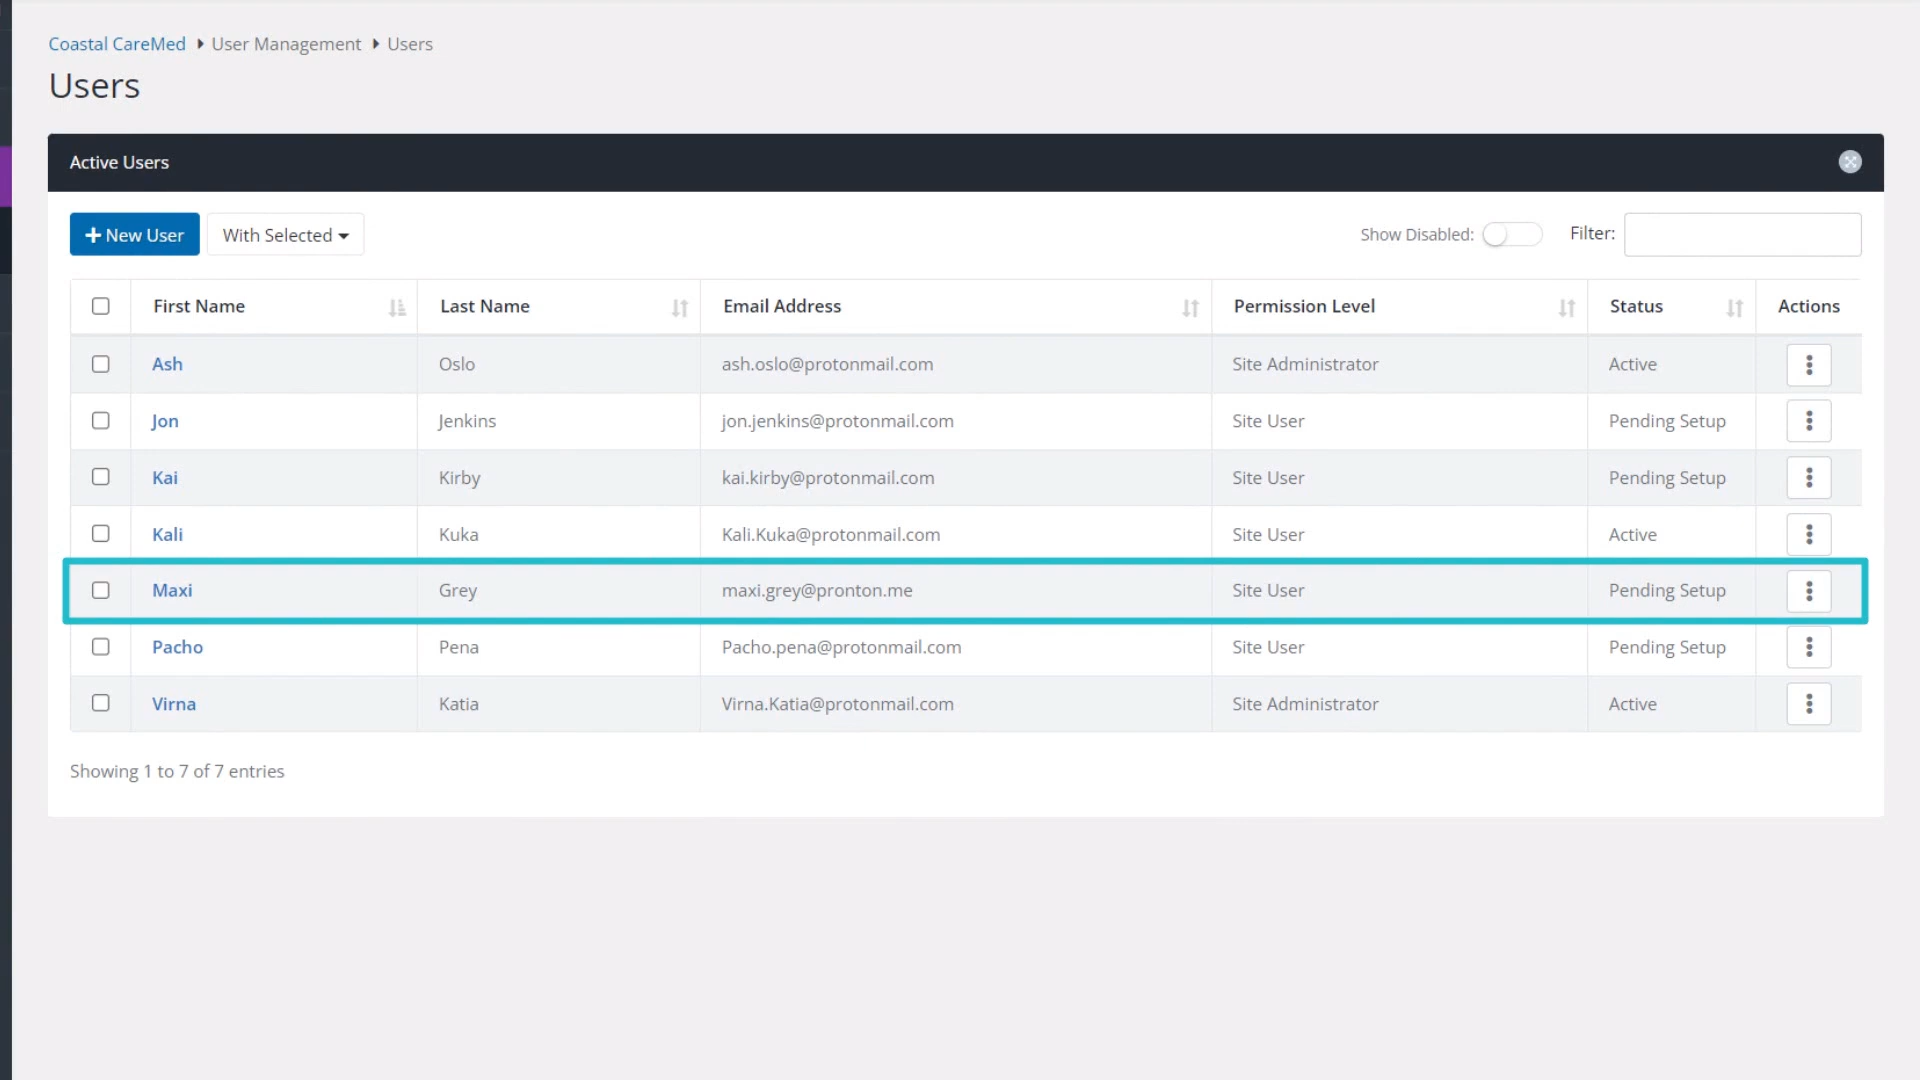 Coastal CareMed User Management Users
Users
Active Users
New User With Selected Show Disabled: Filter:
First Name Last Name Email Address Permission Level Status Actions
Ash Oslo ash.oslo@protonmail.com Site Administrator Active
Jon Jenkins jon.jenkins@protonmail.com Site User Pending Setup
Kai Kirby kai.kirby@protonmail.com Site User Pending Setup
Kali Kuka Kali.Kuka@protonmail.com Site User Active
Maxi Grey maxi.grey@pronton.me Site User Pending Setup
Pacho Pena Pacho.pena@protonmail.com Site User Pending Setup
Virna Katia Virna.Katia@protonmail.com Site Administrator Active
Showing 1 to 7 of 7 entries